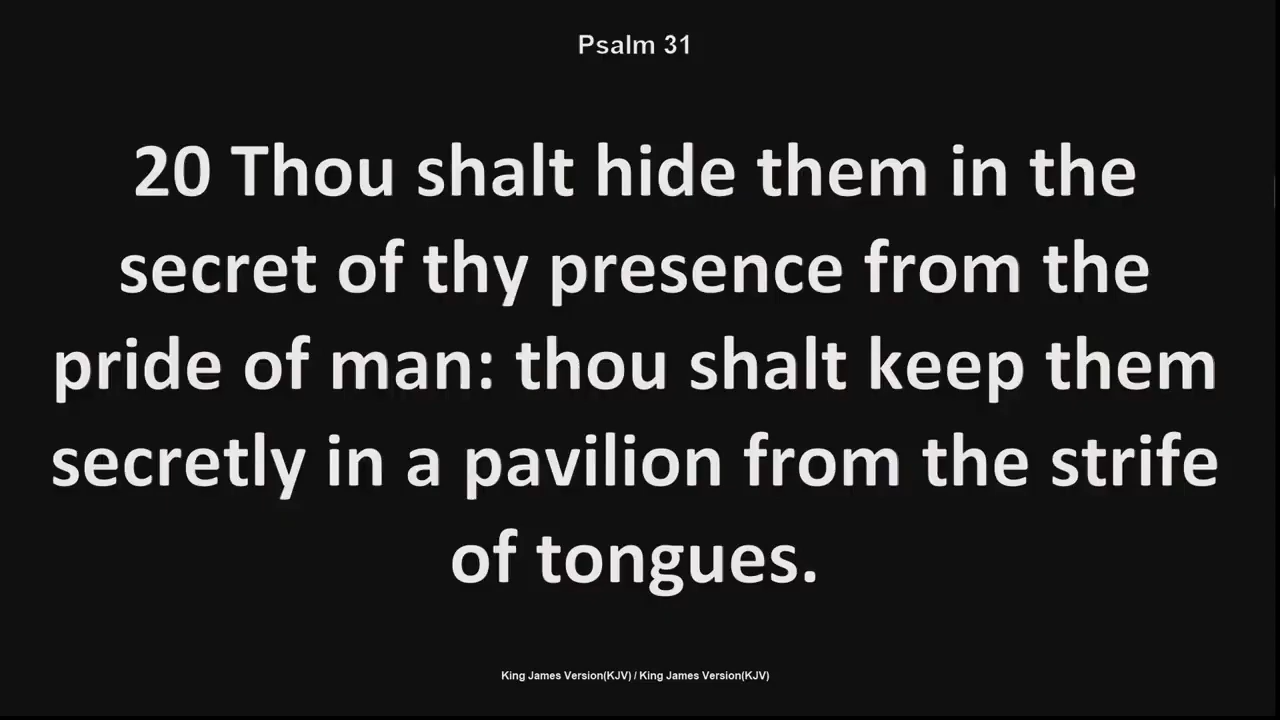 Psalm 31
20 Thou shalt hide them in the
secret of thy presence from the
pride of man: thou shalt keep them
secretly in a pavilion from the strife
of tongues.
King James Version(KJV) / King James Version(KJV)